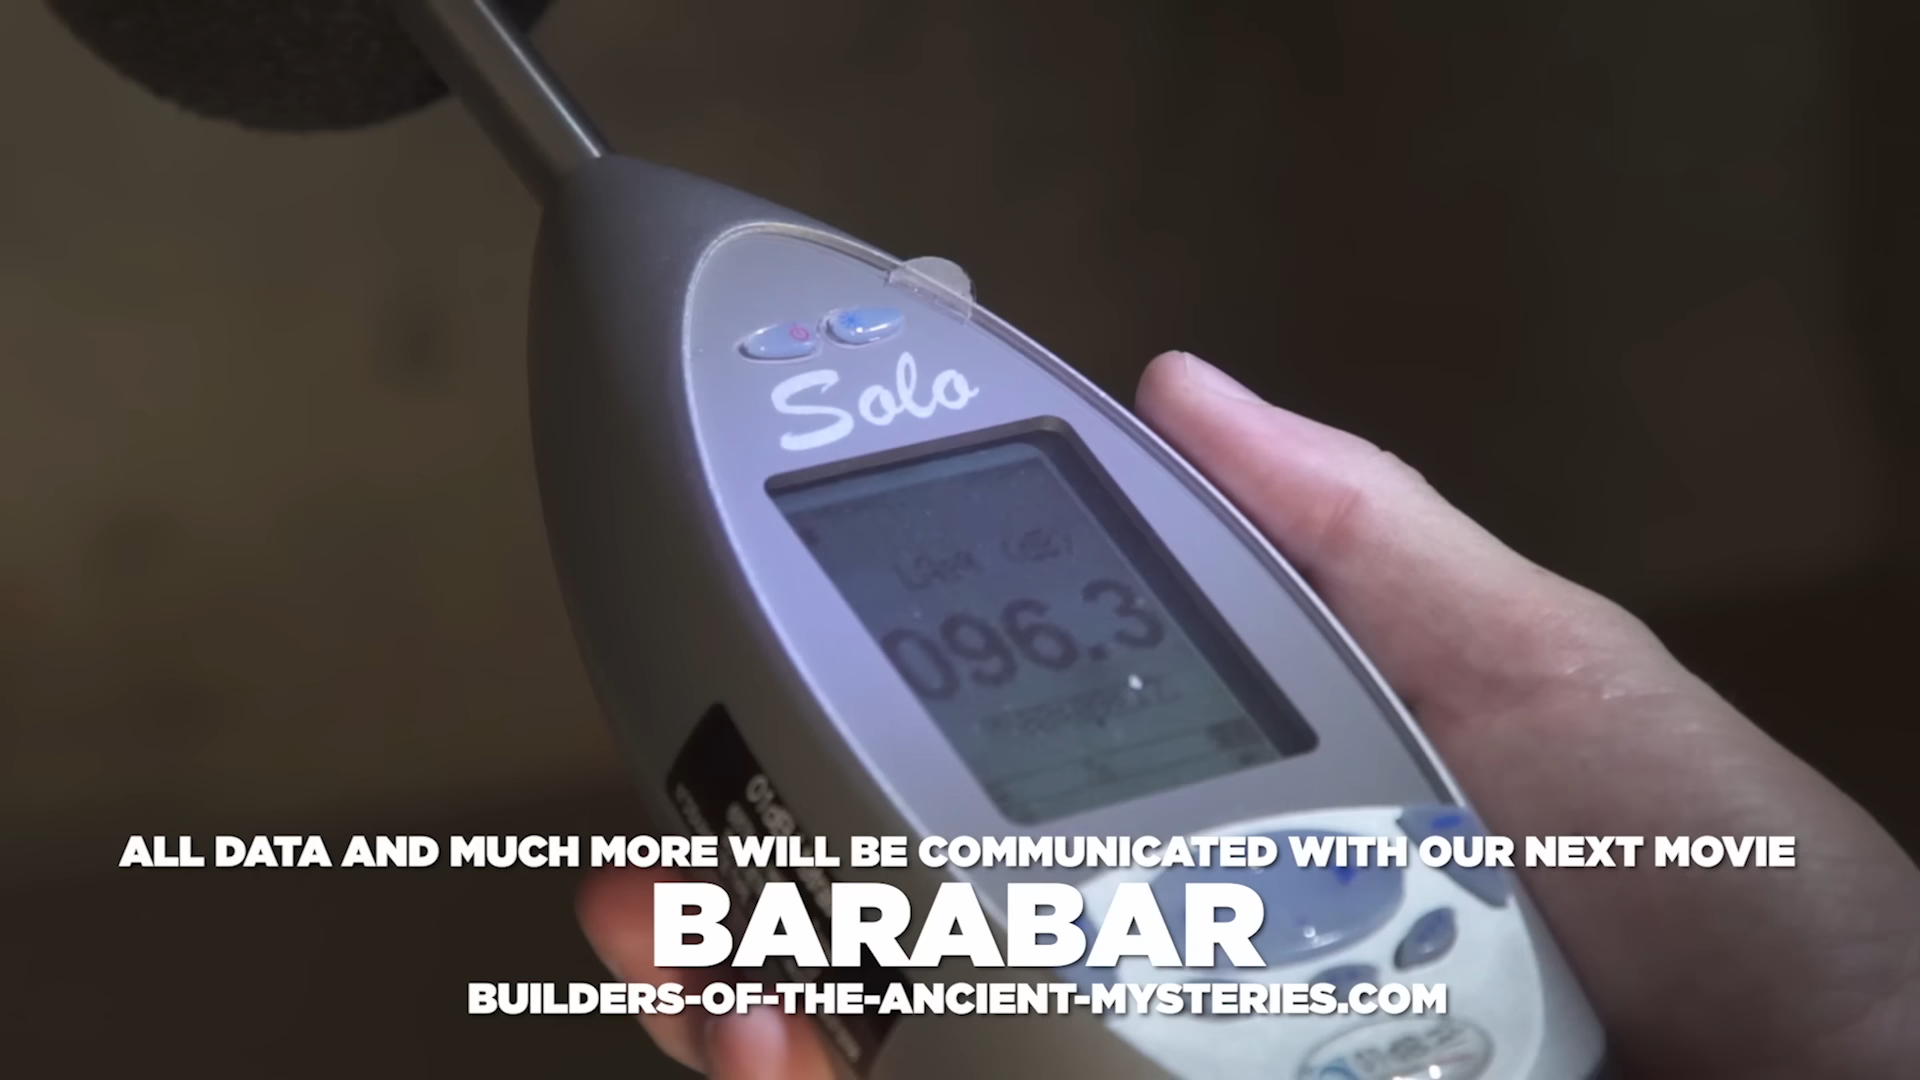 Solo
096.3
ALL DATA AND MUCH MORE WILL BE COMMUNICATED WITH OUR NEXT MOVIE
BARABAR
BUILDERS-OF-THE-ANCIENT-MYSTERIES.COM